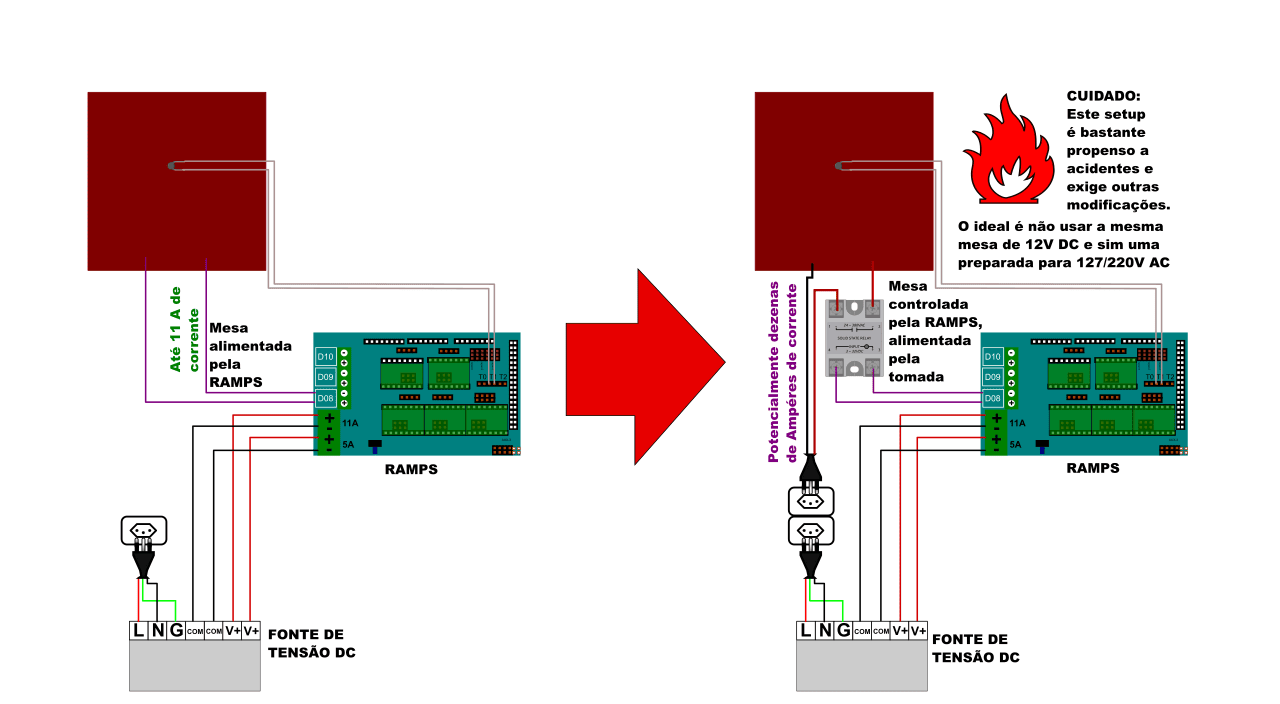 Até 11 A de
corrente
Mesa
alimentada
pela
RAMPS
D10
D09
D08
+
-
+
-
11A
5A
T0 T1 T2
RAMPS
L N G COM COM V+ V+
FONTE DE
TENSÃO DC
CUIDADO:
Este setup
é bastante
propenso a
acidentes e
exige outras
modificações.
O ideal é não usar a mesma
mesa de 12V DC e sim uma
preparada para 127/220V AC
Potencialmente dezenas
de Ampéres de corrente
Mesa
controlada
pela RAMPS,
alimentada
pela
tomada
SOLID STATE RELAY
D10
D09
D08
+
-
+
-
11A
5A
T0 T1 T2
RAMPS
L N G COM COM V+ V+
FONTE DE
TENSÃO DC